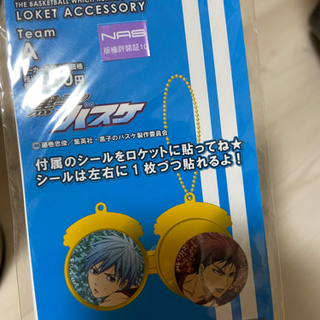 THE BASKETBALL WHICH
LOKET ACCESSORY
Team
A
NAS
版権許諾証10
円
バスケ
藤巻忠俊/集英社・黒子のバスケ製作委員会
付属のシールをロケットに貼ってね★
シールは左右に1枚づつ貼れるよ!